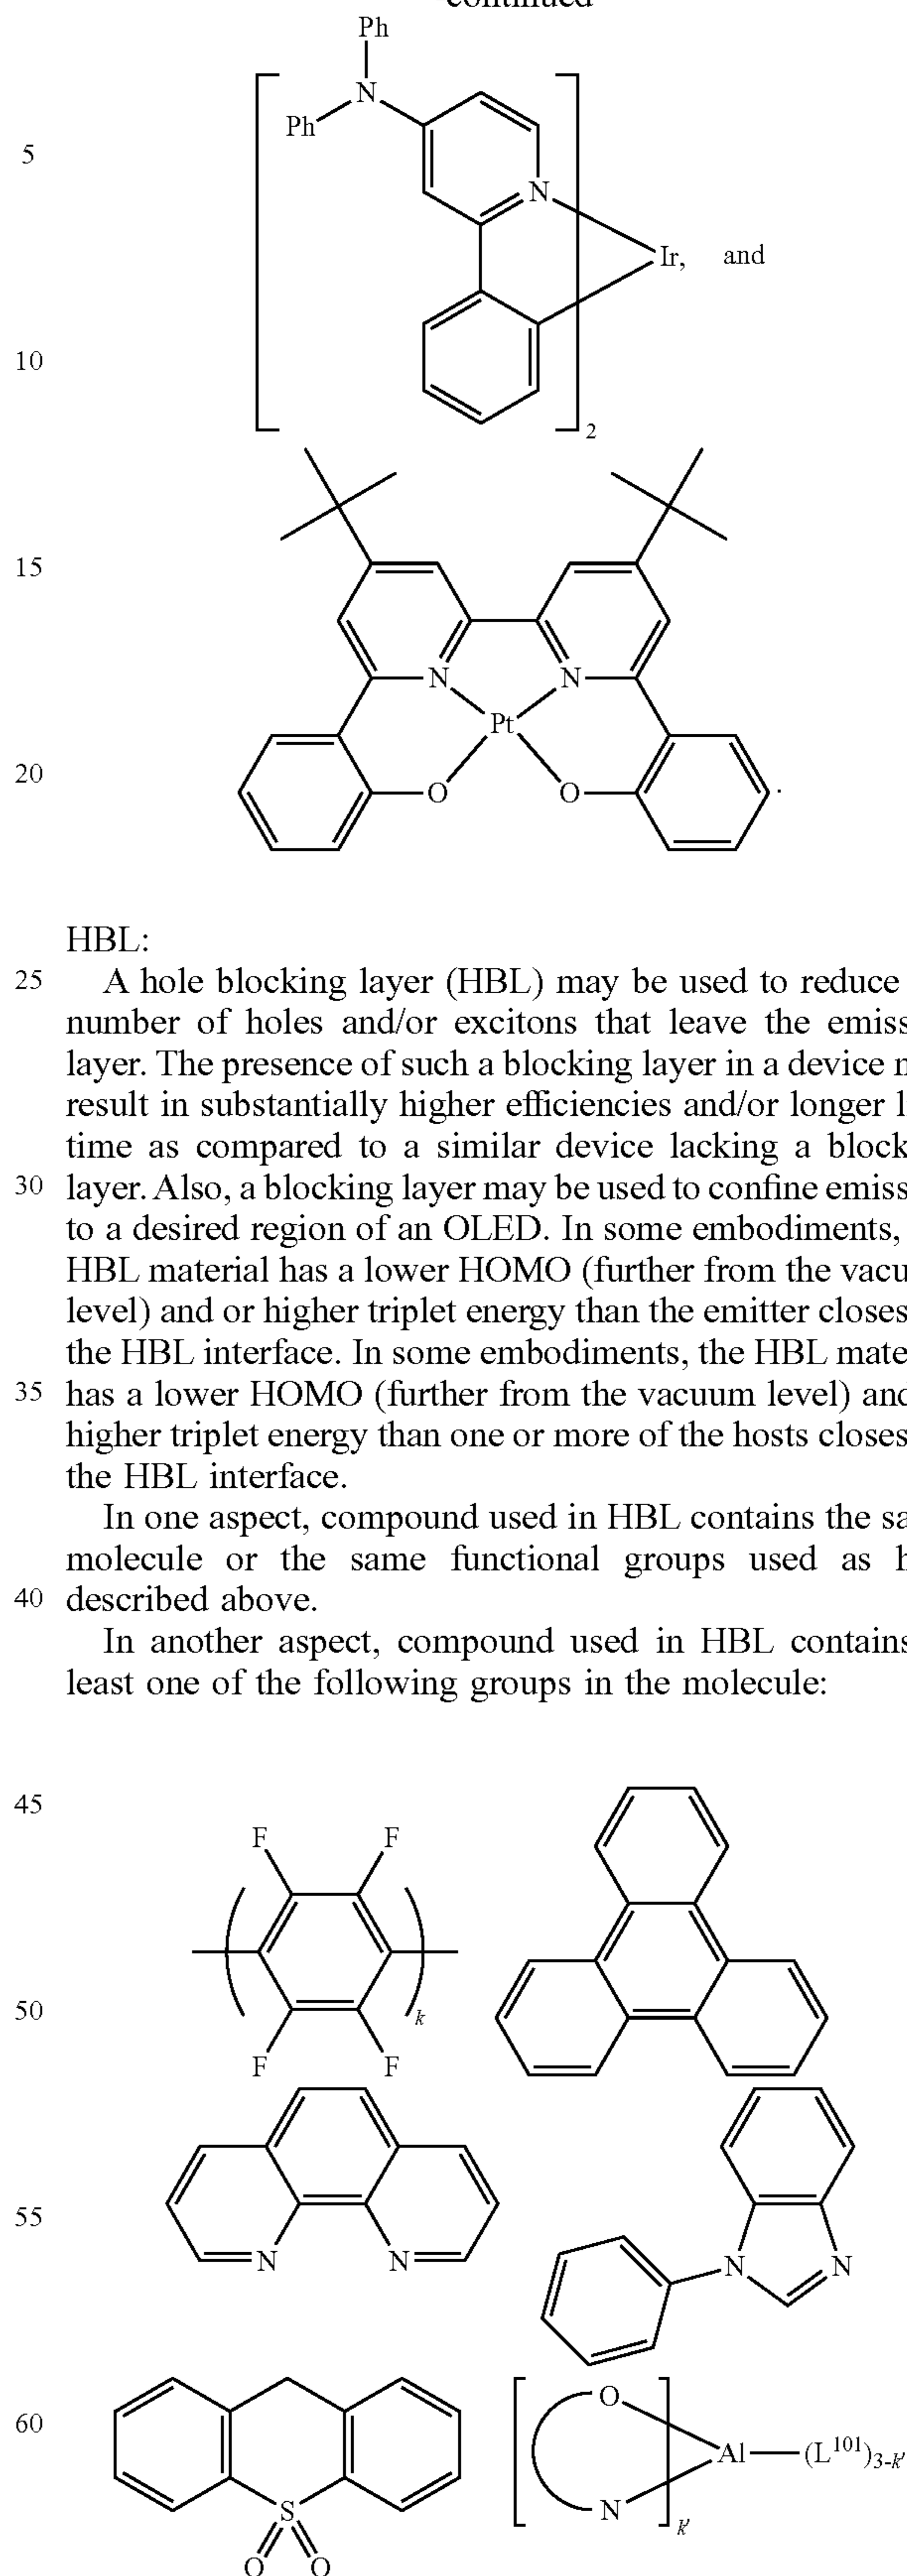 -continued
Ph
N
Ph
5
N
Ir, and
10
2
15
N N
Pt
20
O O .
HBL:
25
A hole blocking layer (HBL) may be used to reduce
number of holes and/or excitons that leave the emiss
layer. The presence of such a blocking layer in a device
result in substantially higher efficiencies and/or longer li
time as compared to a similar device lacking a block
30 layer. Also, a blocking layer may be used to confine emiss
to a desired region of an OLED. In some embodiments,
HBL material has a lower HOMO (further from the vacu
level) and or higher triplet energy than the emitter closes
the HBL interface. In some embodiments, the HBL mate
35 has a lower HOMO (further from the vacuum level) and
higher triplet energy than one or more of the hosts closes
the HBL interface.
In one aspect, compound used in HBL contains the sa
molecule or the same functional groups used as h
40 described above.
In another aspect, compound used in HBL contains
least one of the following groups in the molecule:
45
F F
50
k
F F
55
N N
N N
60
O
Al (L101)3-k'
N
k'
S
O O